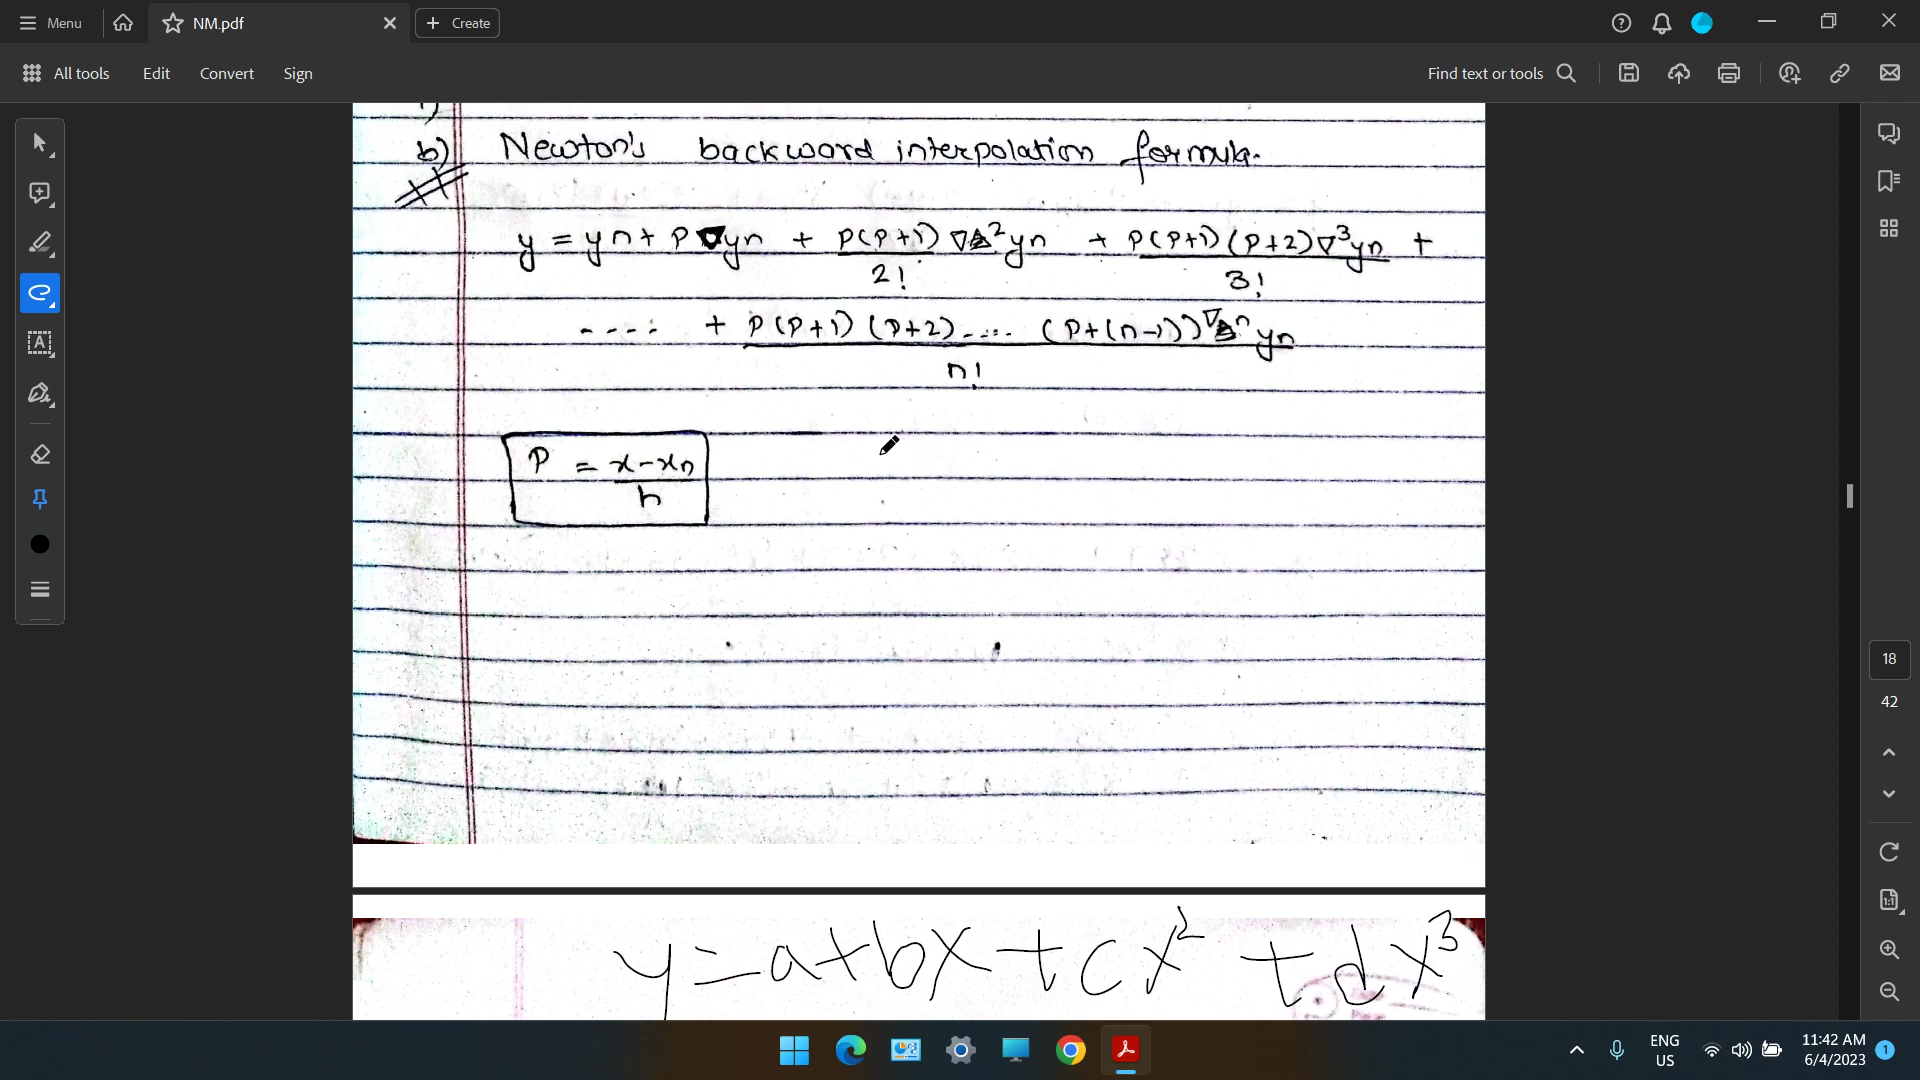 Menu NM.pdf Create
All tools Edit Convert Sign Find text or tools
b) Newton's backward interpolation formula.
y = yn + P ∇yn + P(P+1) ∇²yn + P(P+1)(P+2)∇³yn +
2! 3!
.... + P(P+1)(P+2)..... (P+(n-1))∇ⁿyn
n!
P = x-xn
h
18
42
y=a+bx+cx²+dx³
ENG
US
11:42 AM
6/4/2023
1